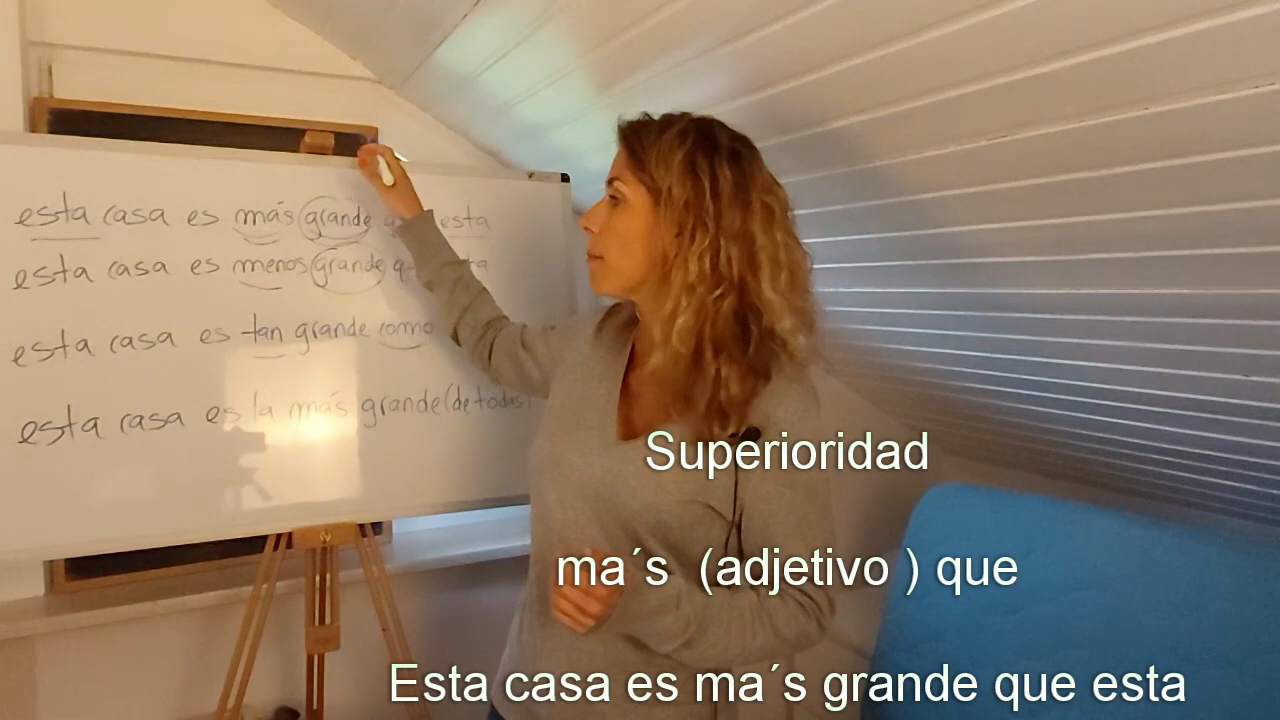 esta casa es más grande esta
esta casa es menos grande
esta casa es tan grande como
esta casa es la más grande (de todas)
Superioridad
ma´s (adjetivo ) que
Esta casa es ma´s grande que esta